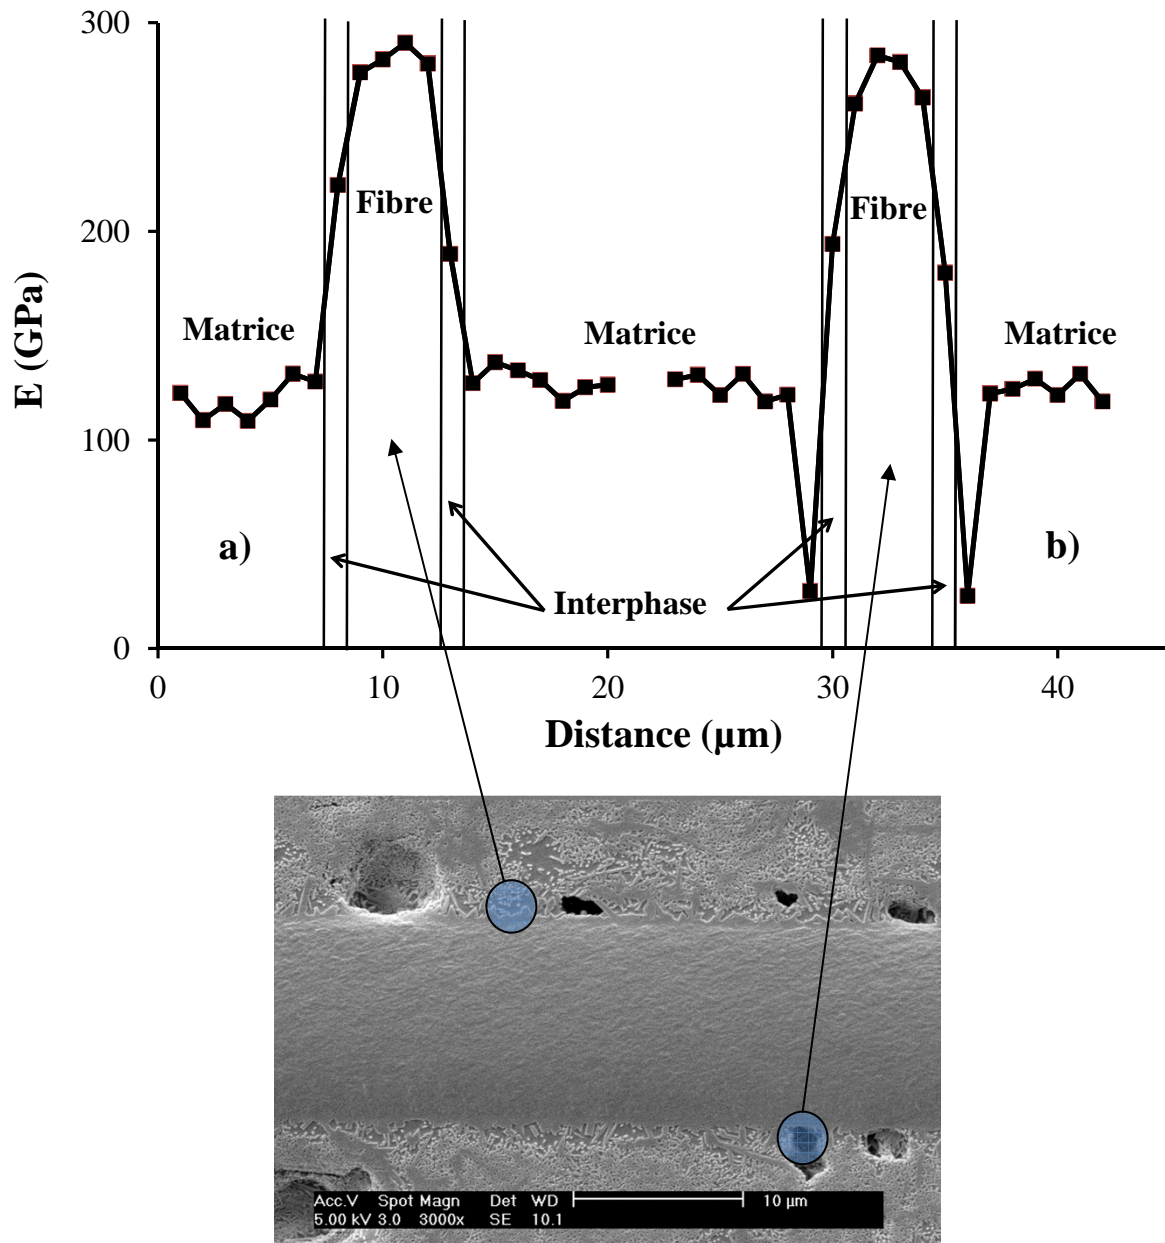 300
Fibre
Fibre
200
Matrice
Matrice
Matrice
E (GPa)
100
a)
b)
Interphase
0
0
10
20
30
40
Distance (µm)
Acc.V Spot Magn Det WD 10 µm
5.00 kV 3.0 3000x SE 10.1